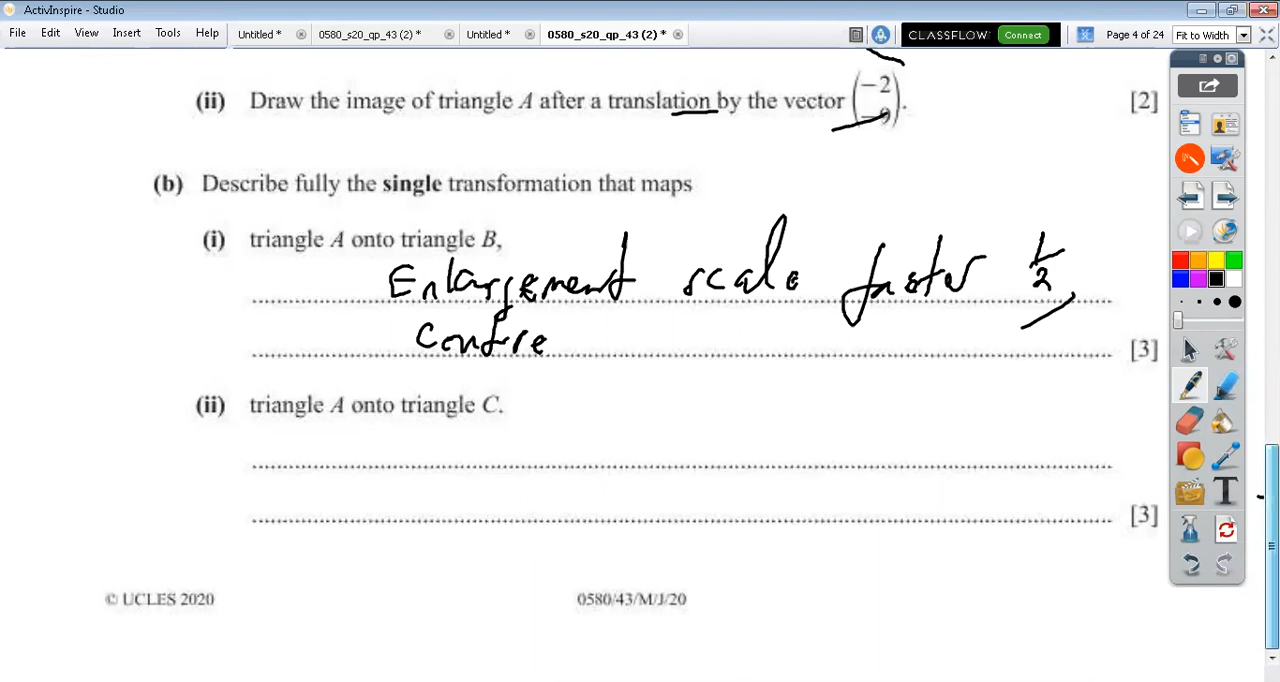 ActivInspire - Studio
File Edit View Insert Tools Help Untitled * 0580_s20_qp_43 (2) * Untitled * 0580_s20_qp_43 (2) * CLASSFLOW Connect Page 4 of 24 Fit to Width
(ii) Draw the image of triangle A after a translation by the vector (−2 −9). [2]
(b) Describe fully the single transformation that maps
(i) triangle A onto triangle B,
Enlargement scale factor 1/2
Centre
[3]
(ii) triangle A onto triangle C.
[3]
© UCLES 2020 0580/43/M/J/20